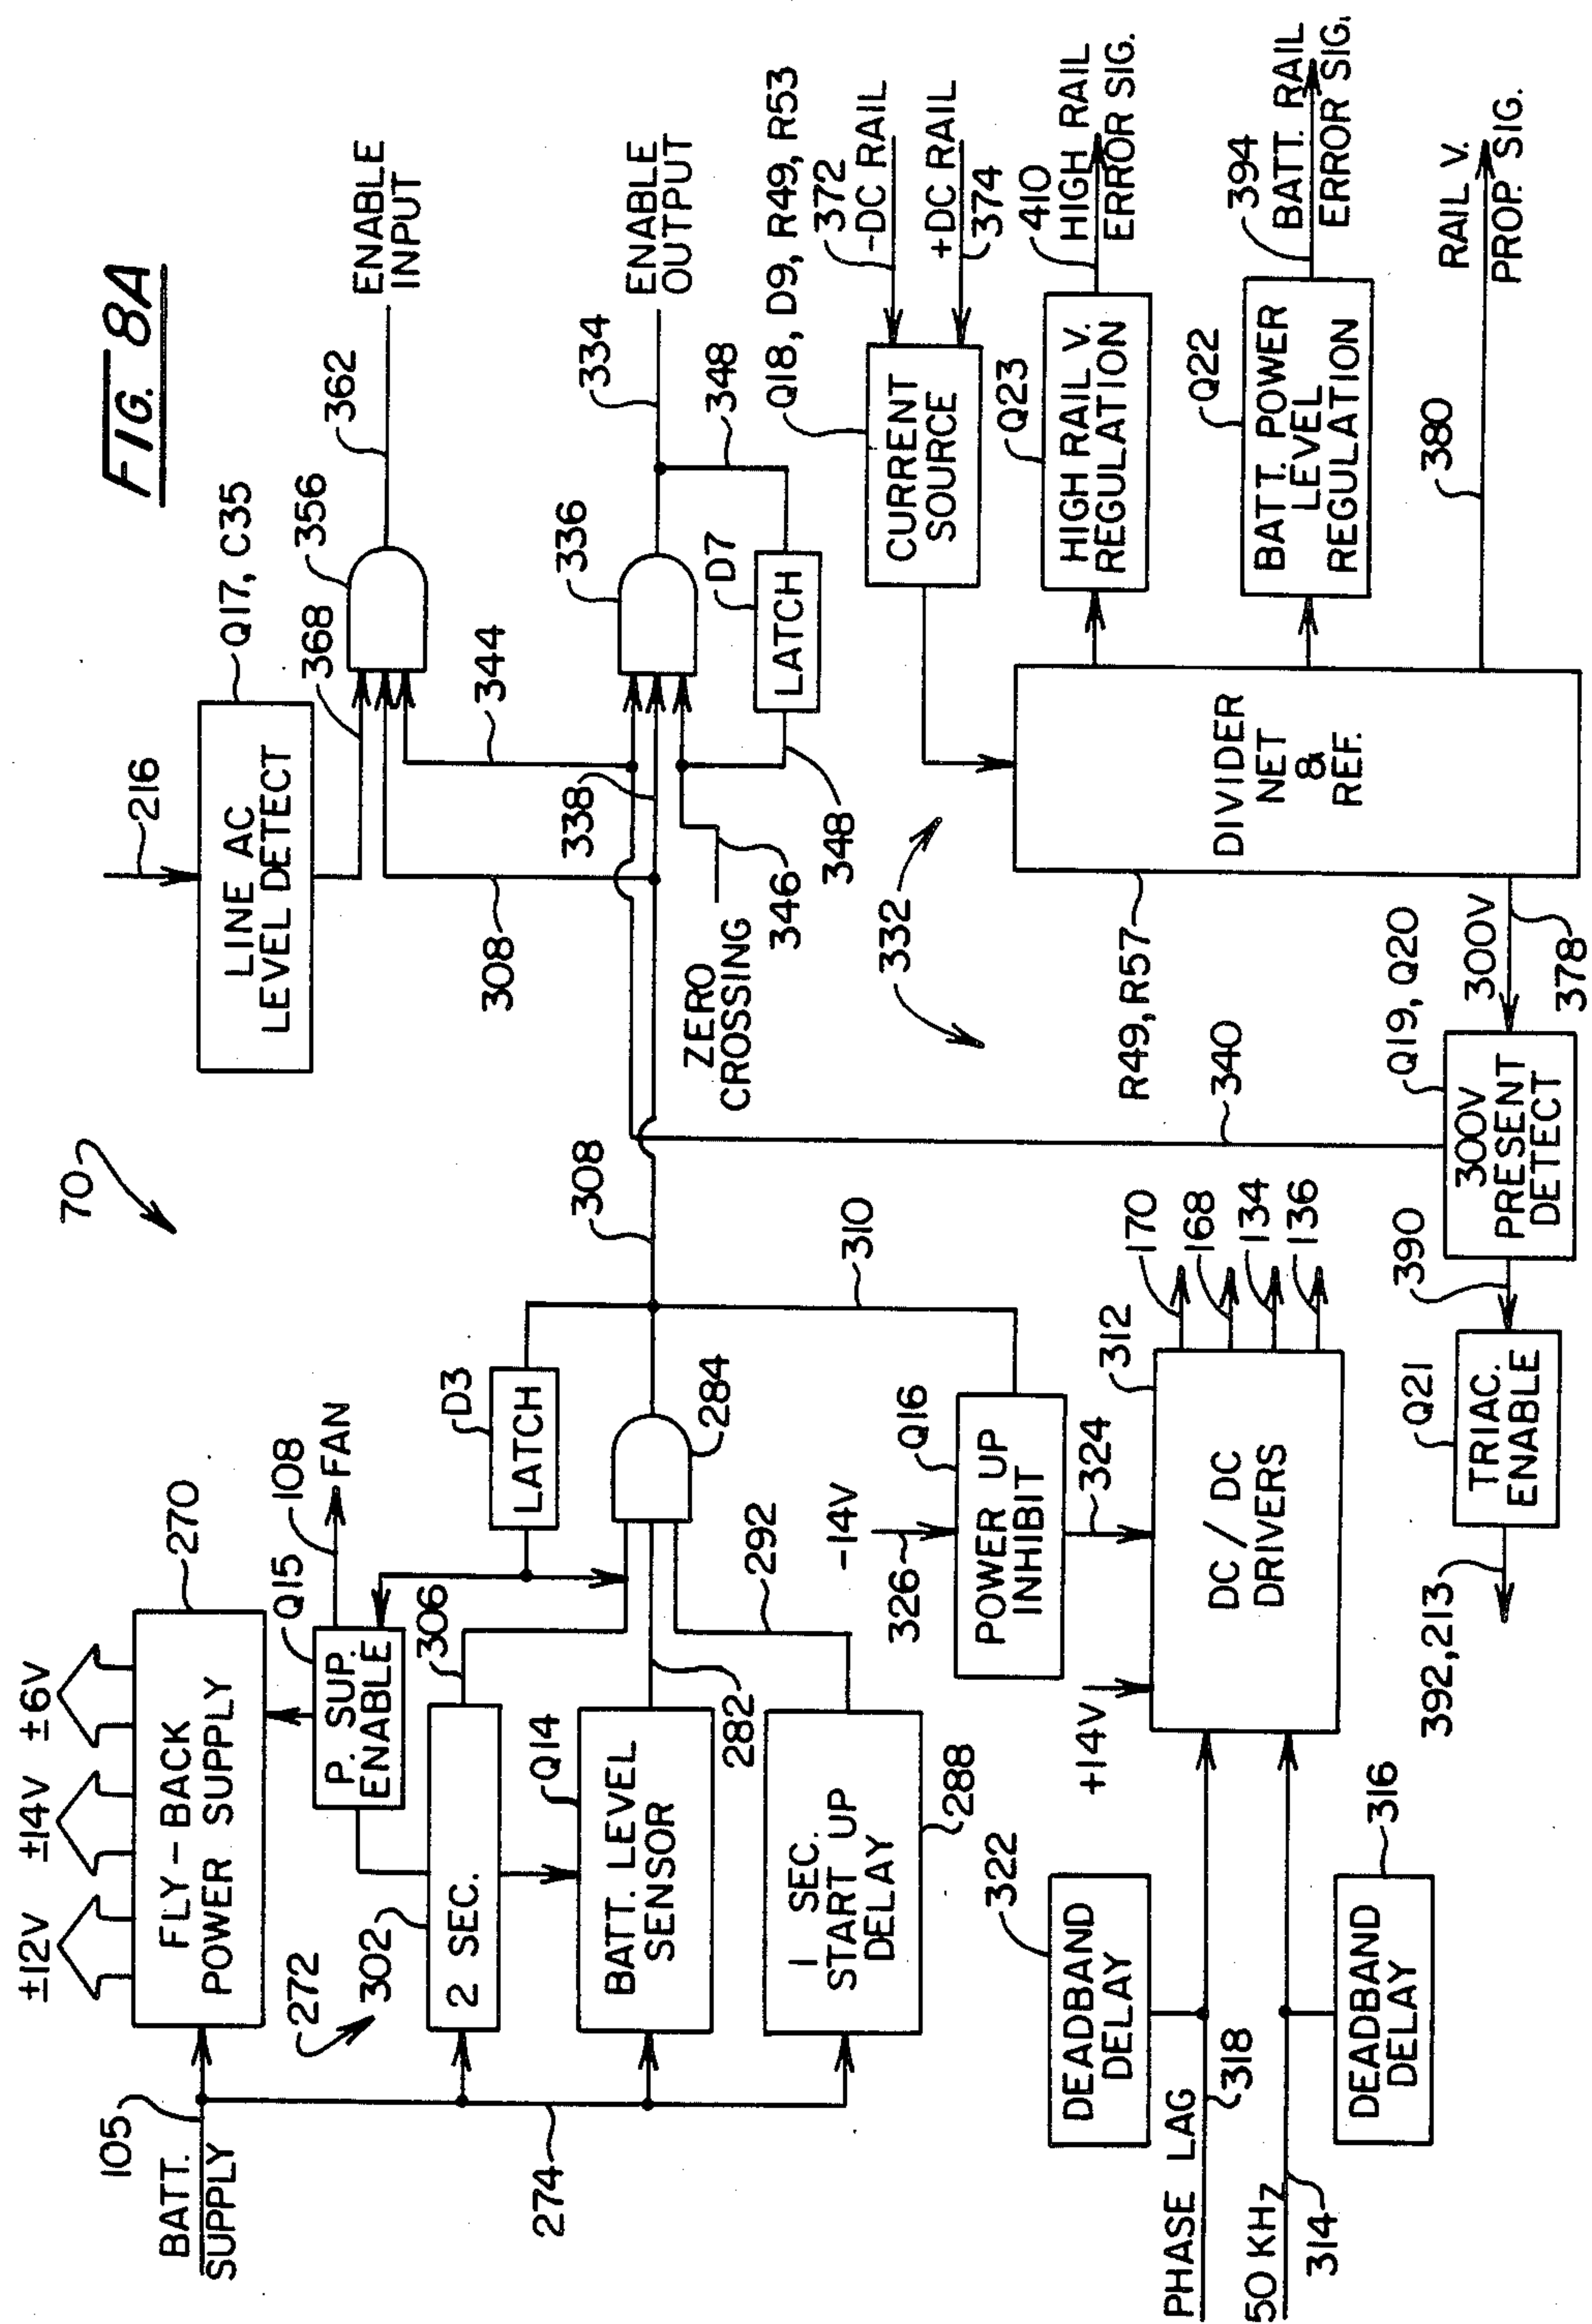 FIG. 8A
70
±12V
±14V
±6V
270
FLY-BACK
POWER SUPPLY
105
BATT.
SUPPLY
272
274
Q15
108
FAN
P. SUP.
ENABLE
306
302
2 SEC.
D3
LATCH
Q14
BATT. LEVEL
SENSOR
282
284
292
1 SEC.
START UP
DELAY
288
308
310
-14V
326
Q16
POWER UP
INHIBIT
324
+14V
312
DC/DC
DRIVERS
170
168
134
136
322
DEADBAND
DELAY
PHASE LAG
318
50 KHz
314
316
DEADBAND
DELAY
216
LINE AC
LEVEL DETECT
Q17, C35
368
356
362
ENABLE
INPUT
308
344
338
336
334
ENABLE
OUTPUT
ZERO
CROSSING
346
348
D7
LATCH
348
332
CURRENT
SOURCE
Q18, D9, R49, R53
372
-DC RAIL
+DC RAIL
374
R49, R57
DIVIDER
NET
&
REF.
Q23
HIGH RAIL V.
REGULATION
410
HIGH RAIL
ERROR SIG.
Q22
BATT. POWER
LEVEL
REGULATION
394
BATT. RAIL
ERROR SIG.
380
RAIL V.
PROP. SIG.
340
300V
378
Q19, Q20
300V
PRESENT
DETECT
390
Q21
TRIAC.
ENABLE
392, 213